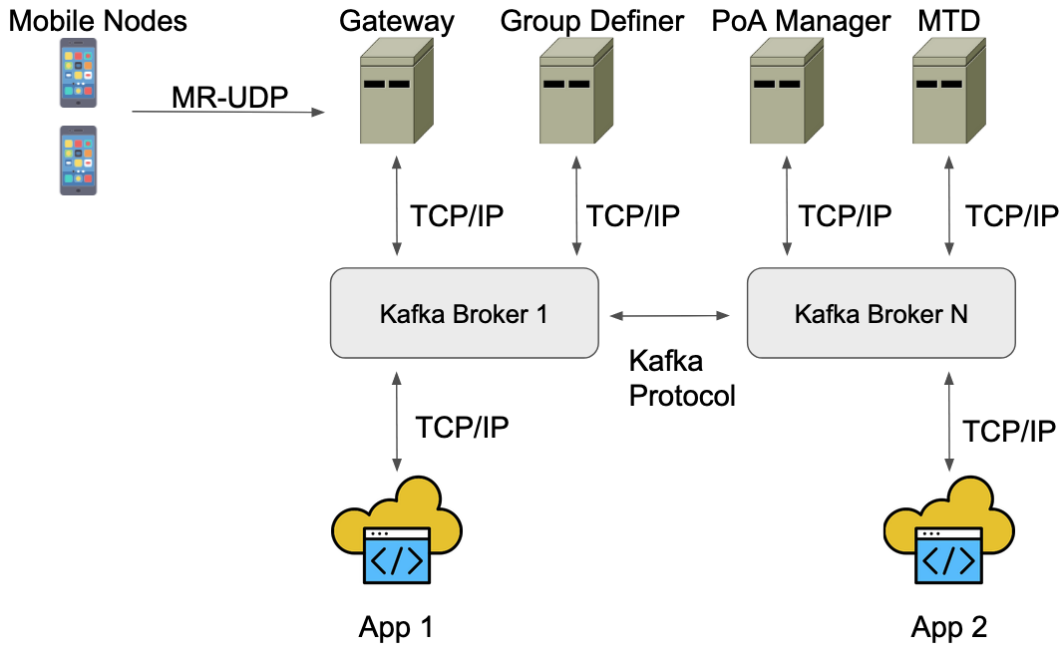 Mobile Nodes
Gateway
Group Definer
PoA Manager
MTD
MR-UDP
TCP/IP
TCP/IP
TCP/IP
TCP/IP
Kafka Broker 1
Kafka Broker N
Kafka
Protocol
TCP/IP
TCP/IP
</>
</>
App 1
App 2